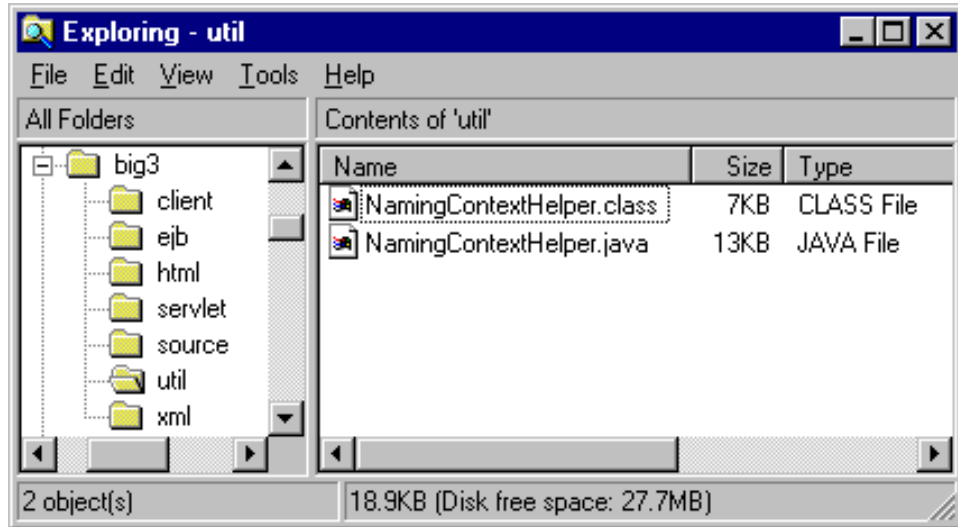 Exploring - util
File Edit View Tools Help
All Folders
Contents of 'util'
big3
client
ejb
html
servlet
source
util
xml
Name Size Type
NamingContextHelper.class 7KB CLASS File
NamingContextHelper.java 13KB JAVA File
2 object(s)
18.9KB (Disk free space: 27.7MB)